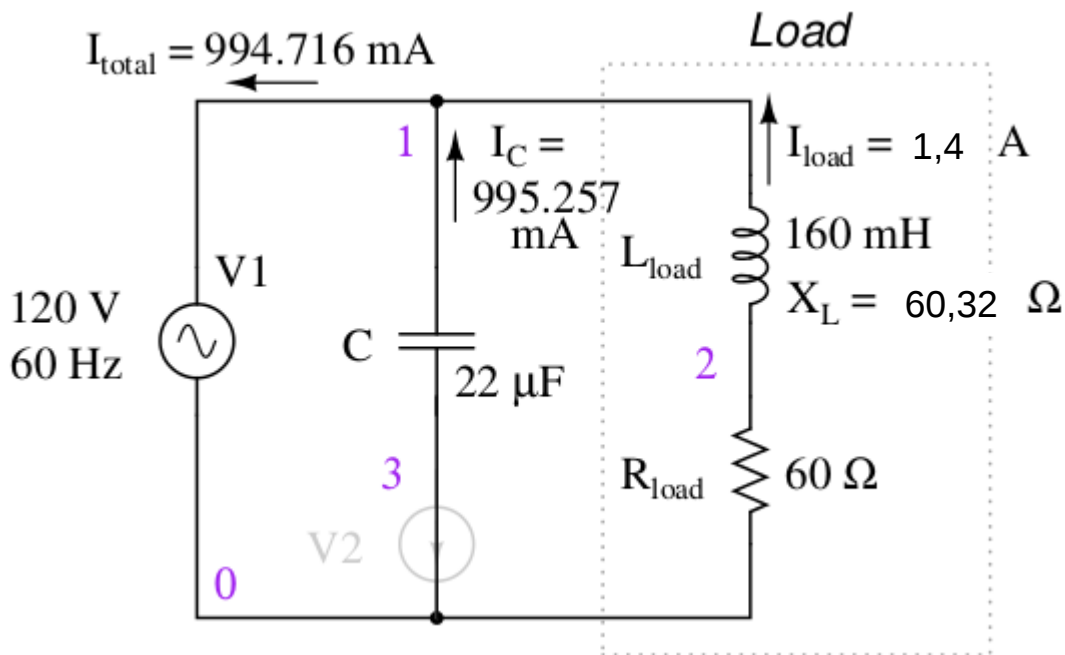 Load
I_total = 994.716 mA
1
I_C =
995.257
mA
I_load = 1,4 A
L_load
160 mH
X_L = 60,32 Ω
V1
120 V
60 Hz
C
22 μF
2
3
R_load
60 Ω
V2
0